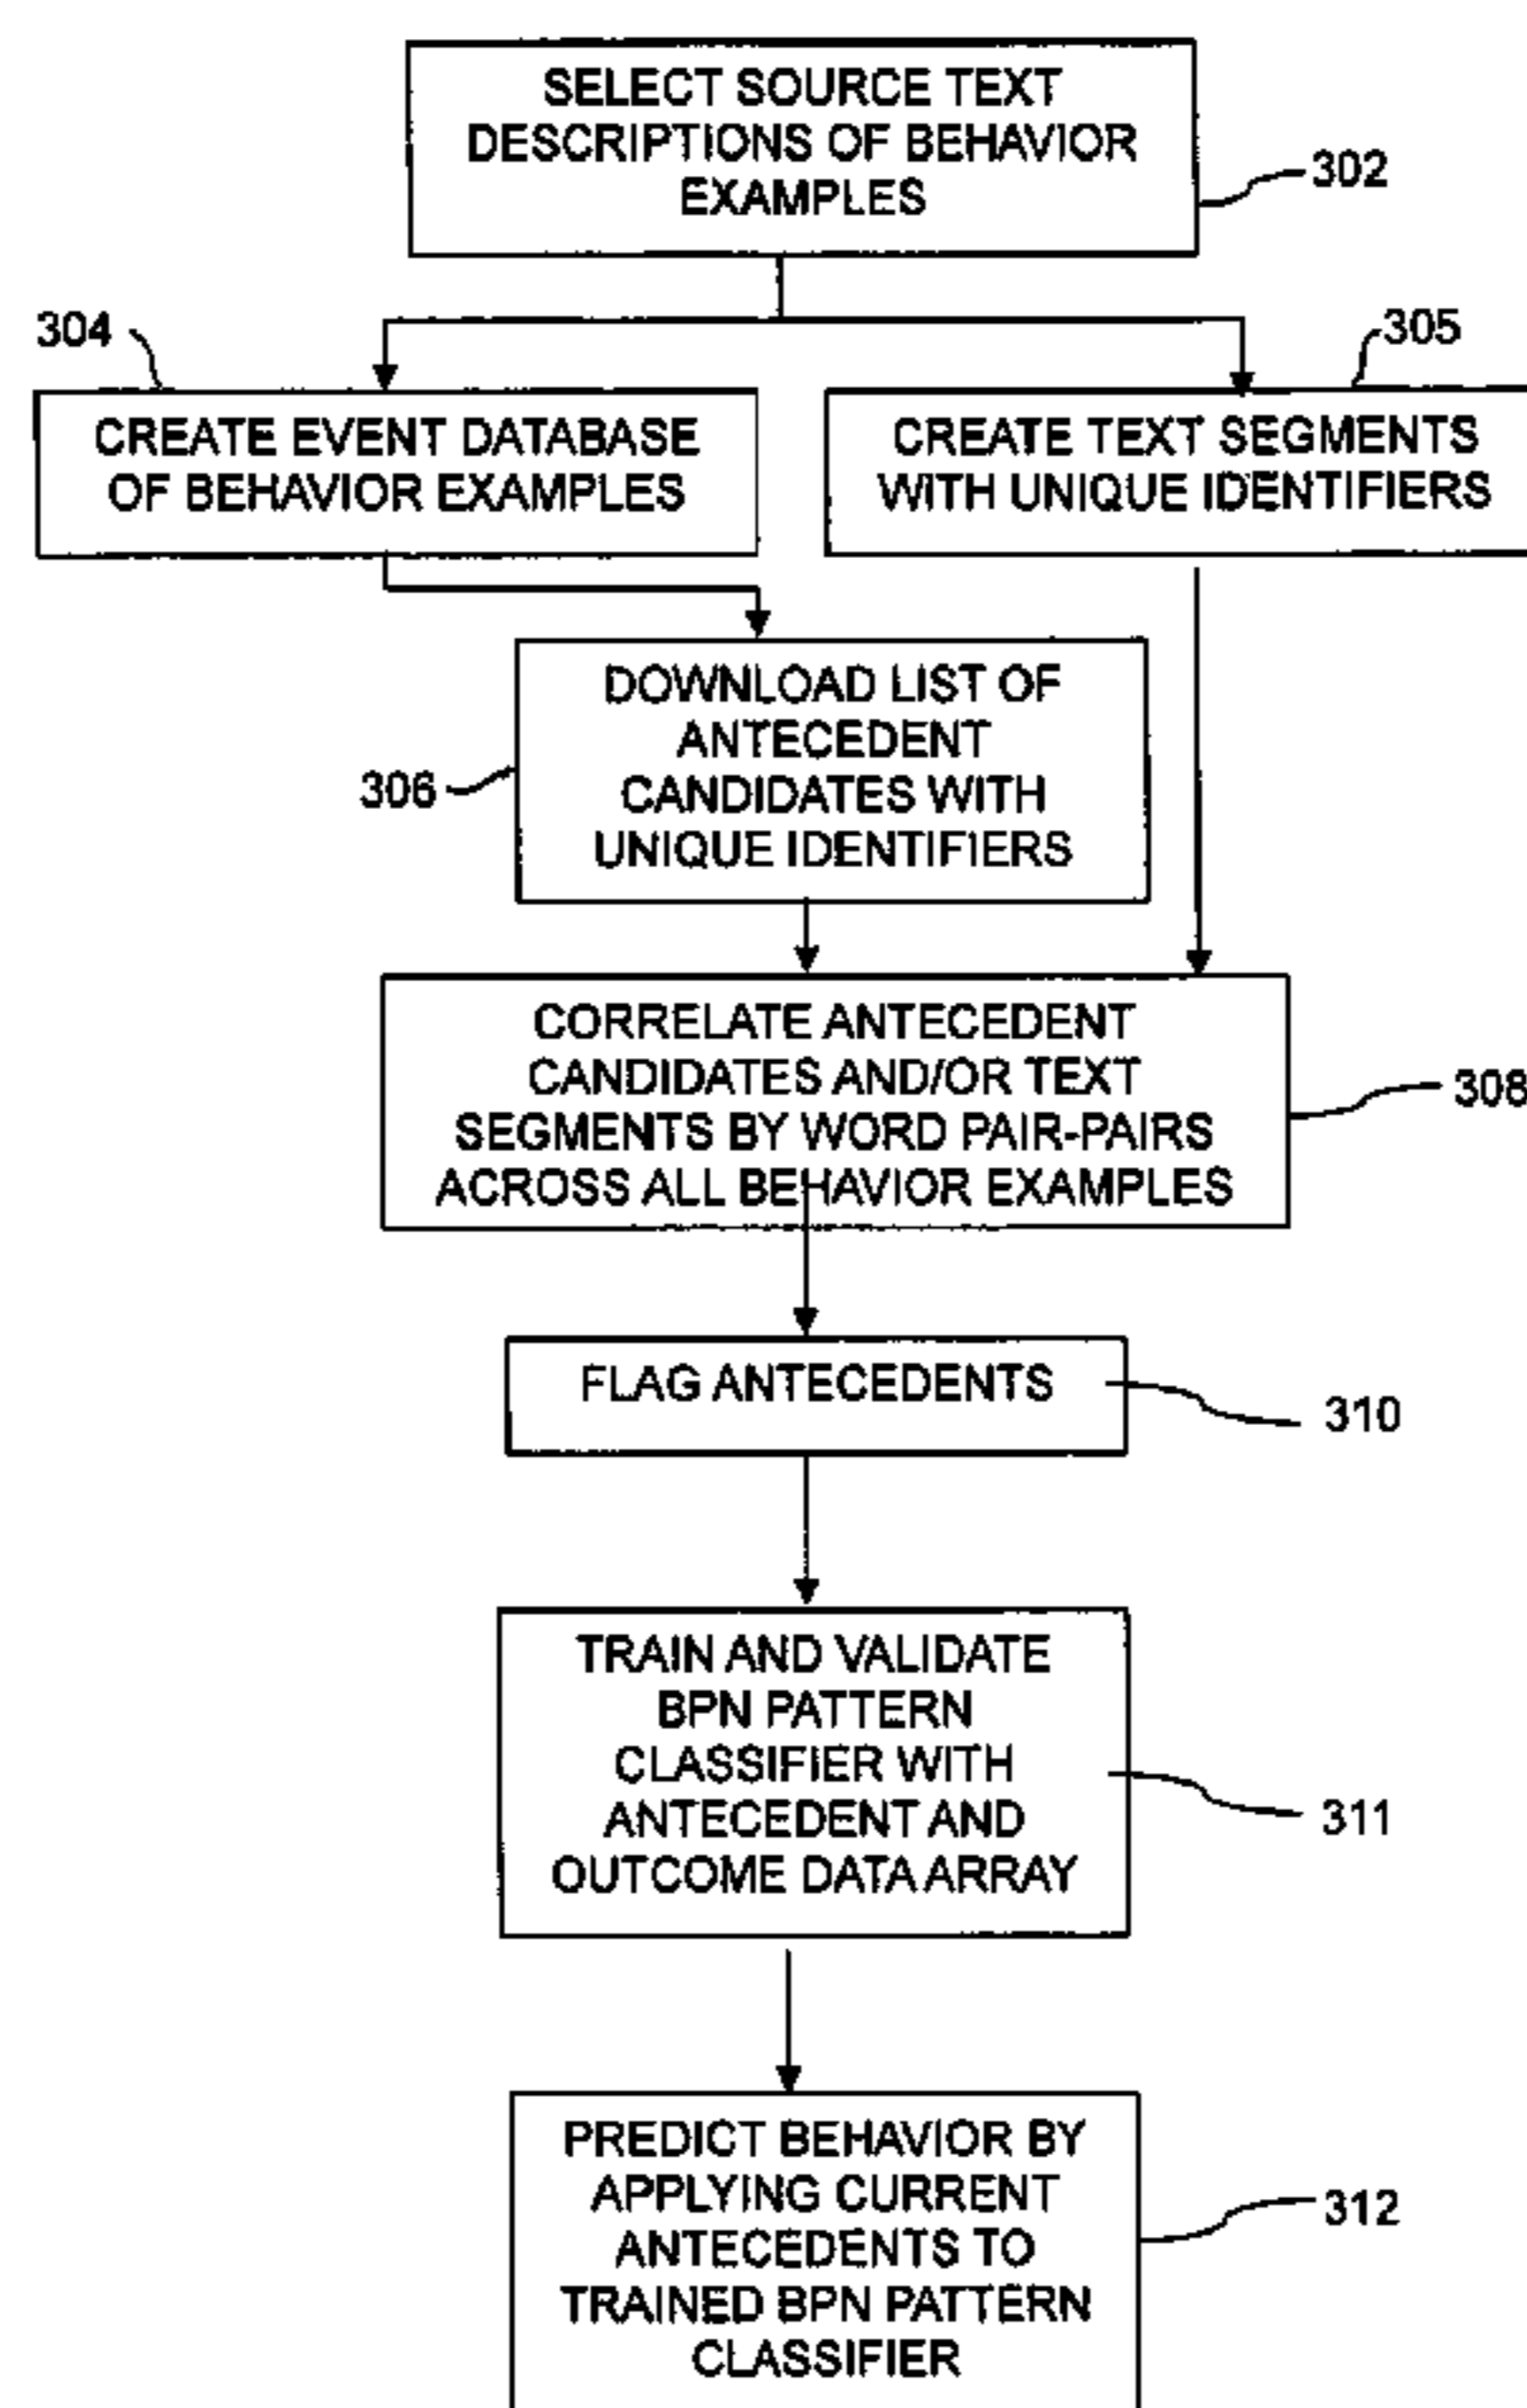 SELECT SOURCE TEXT
DESCRIPTIONS OF BEHAVIOR
EXAMPLES
302
304
305
CREATE EVENT DATABASE
OF BEHAVIOR EXAMPLES
CREATE TEXT SEGMENTS
WITH UNIQUE IDENTIFIERS
DOWNLOAD LIST OF
ANTECEDENT
CANDIDATES WITH
UNIQUE IDENTIFIERS
306
CORRELATE ANTECEDENT
CANDIDATES AND/OR TEXT
SEGMENTS BY WORD PAIR-PAIRS
ACROSS ALL BEHAVIOR EXAMPLES
308
FLAG ANTECEDENTS
310
TRAIN AND VALIDATE
BPN PATTERN
CLASSIFIER WITH
ANTECEDENT AND
OUTCOME DATA ARRAY
311
PREDICT BEHAVIOR BY
APPLYING CURRENT
ANTECEDENTS TO
TRAINED BPN PATTERN
CLASSIFIER
312